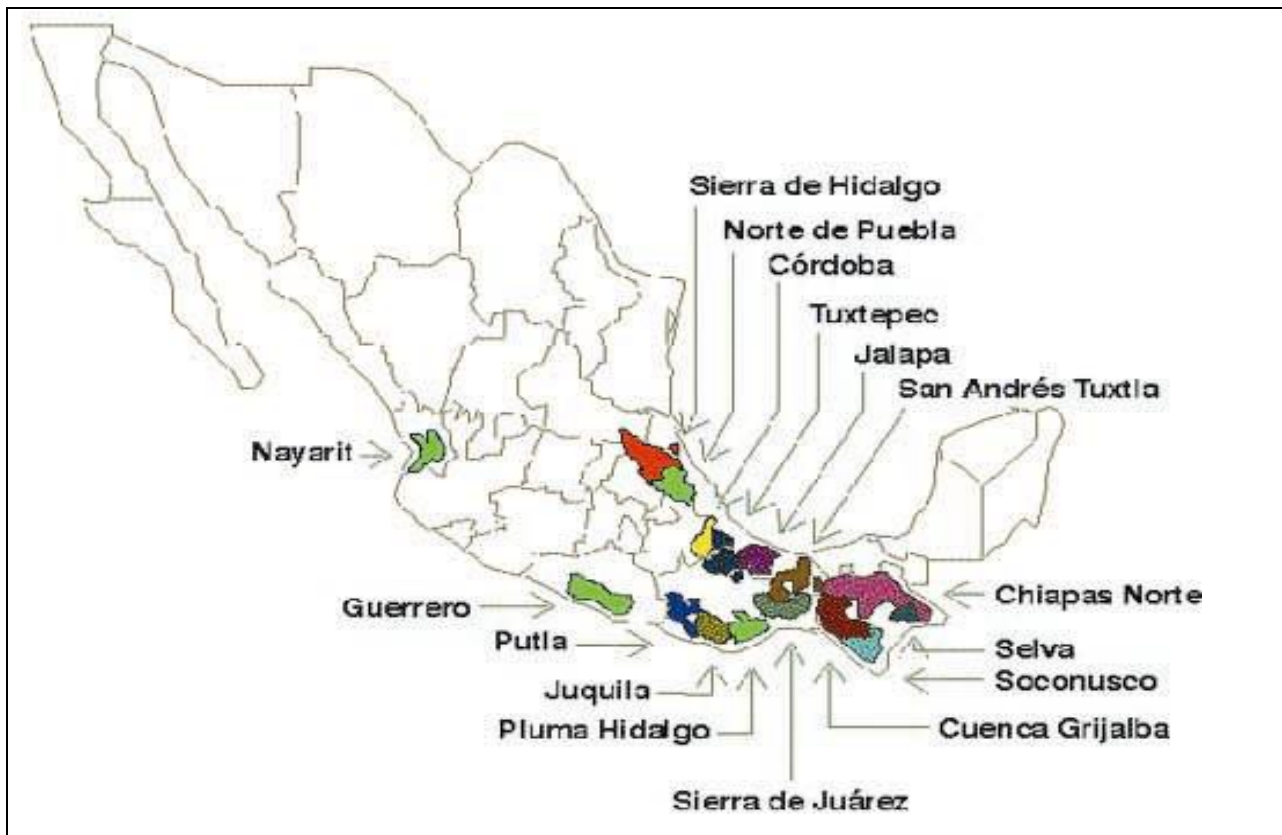 Sierra de Hidalgo
Norte de Puebla
Córdoba
Tuxtepec
Jalapa
San Andrés Tuxtla
Nayarit
Guerrero
Putla
Juquila
Pluma Hidalgo
Sierra de Juárez
Chiapas Norte
Selva
Soconusco
Cuenca Grijalba